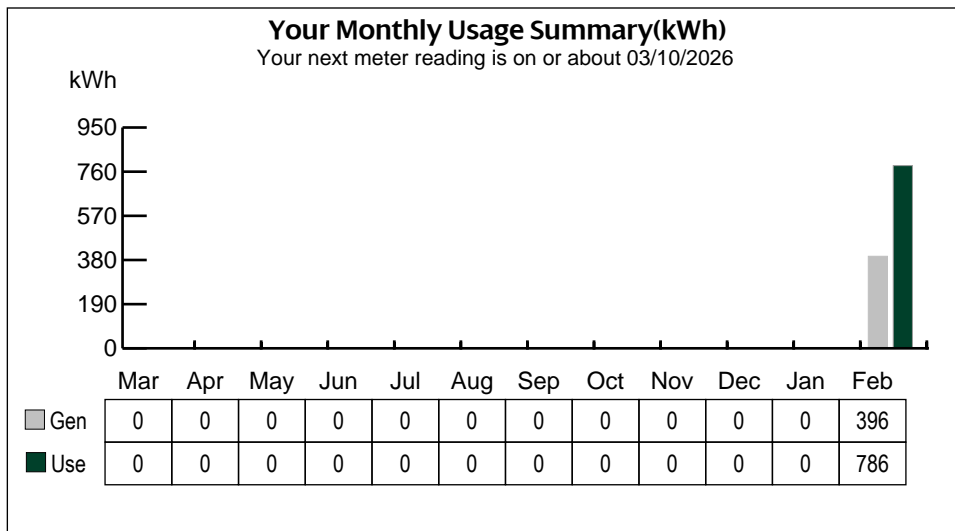 Your Monthly Usage Summary(kWh)
Your next meter reading is on or about 03/10/2026
kWh
950
760
570
380
190
0
Mar Apr May Jun Jul Aug Sep Oct Nov Dec Jan Feb
Gen 0 0 0 0 0 0 0 0 0 0 0 396
Use 0 0 0 0 0 0 0 0 0 0 0 786